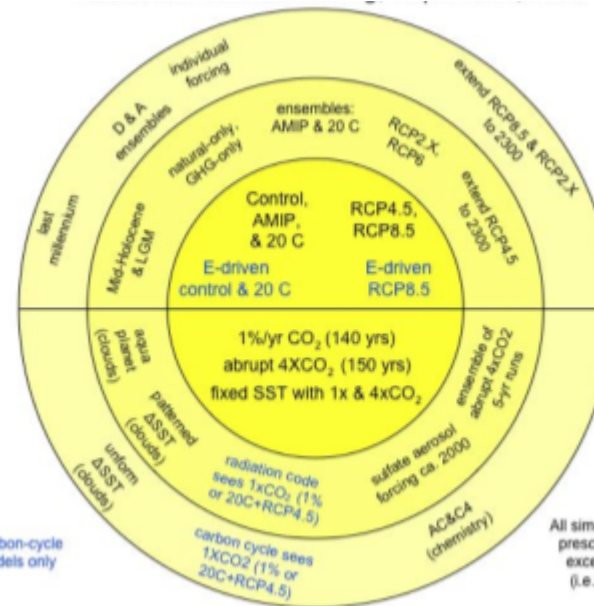 individual
forcing
D & A
ensembles
last
millennium
extend RCP8.5 & RCP2.X
to 2300
natural-only,
GHG-only
ensembles:
AMIP & 20 C
RCP2.X,
RCP6
Mid-Holocene
& LGM
extend RCP4.5
to 2300
Control,
AMIP,
& 20 C
RCP4.5,
RCP8.5
E-driven
control & 20 C
E-driven
RCP8.5
1%/yr CO₂ (140 yrs)
abrupt 4XCO₂ (150 yrs)
fixed SST with 1x & 4xCO₂
aqua
planet
(clouds)
patterned
ΔSST
(clouds)
uniform
ΔSST
(clouds)
ensemble of
abrupt 4xCO2
5-yr runs
radiation code
sees 1xCO₂ (1%
or 20C+RCP4.5)
sulfate aerosol
forcing ca. 2000
carbon cycle sees
1XCO2 (1% or
20C+RCP4.5)
AC&C4
(chemistry)
bon-cycle
dels only
All sim
presc
exce
(i.e.